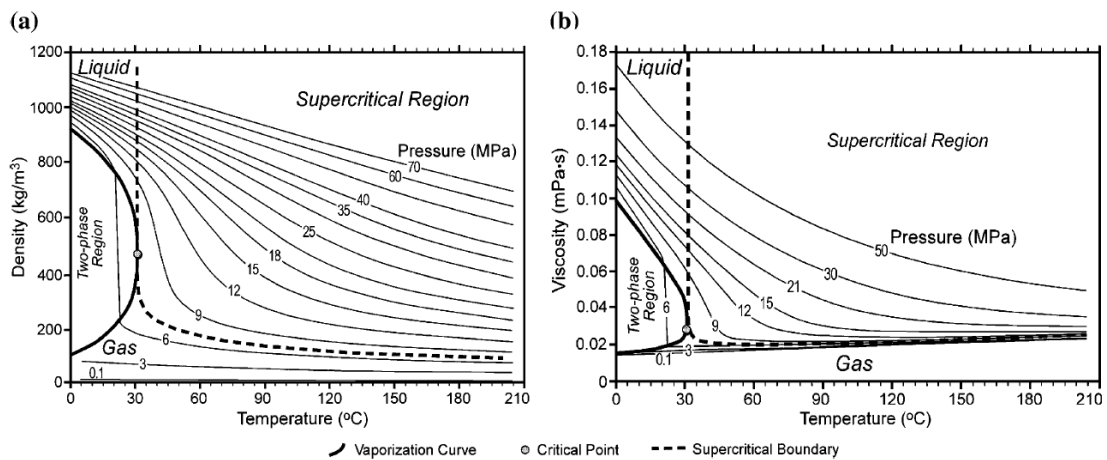 (a)
1200
1000
800
600
400
200
0
Density (kg/m³)
Liquid
Supercritical Region
Pressure (MPa)
70
60
40
35
25
18
15
12
9
6
3
0.1
Two-phase
Region
Gas
0 30 60 90 120 150 180 210
Temperature (oC)
(b)
0.18
0.16
0.14
0.12
0.10
0.08
0.06
0.04
0.02
0
Viscosity (mPa•s)
Liquid
Supercritical Region
Pressure (MPa)
50
30
21
15
12
9
6
3
0.1
Two-phase
Region
Gas
0 30 60 90 120 150 180 210
Temperature (oC)
Vaporization Curve Critical Point Supercritical Boundary